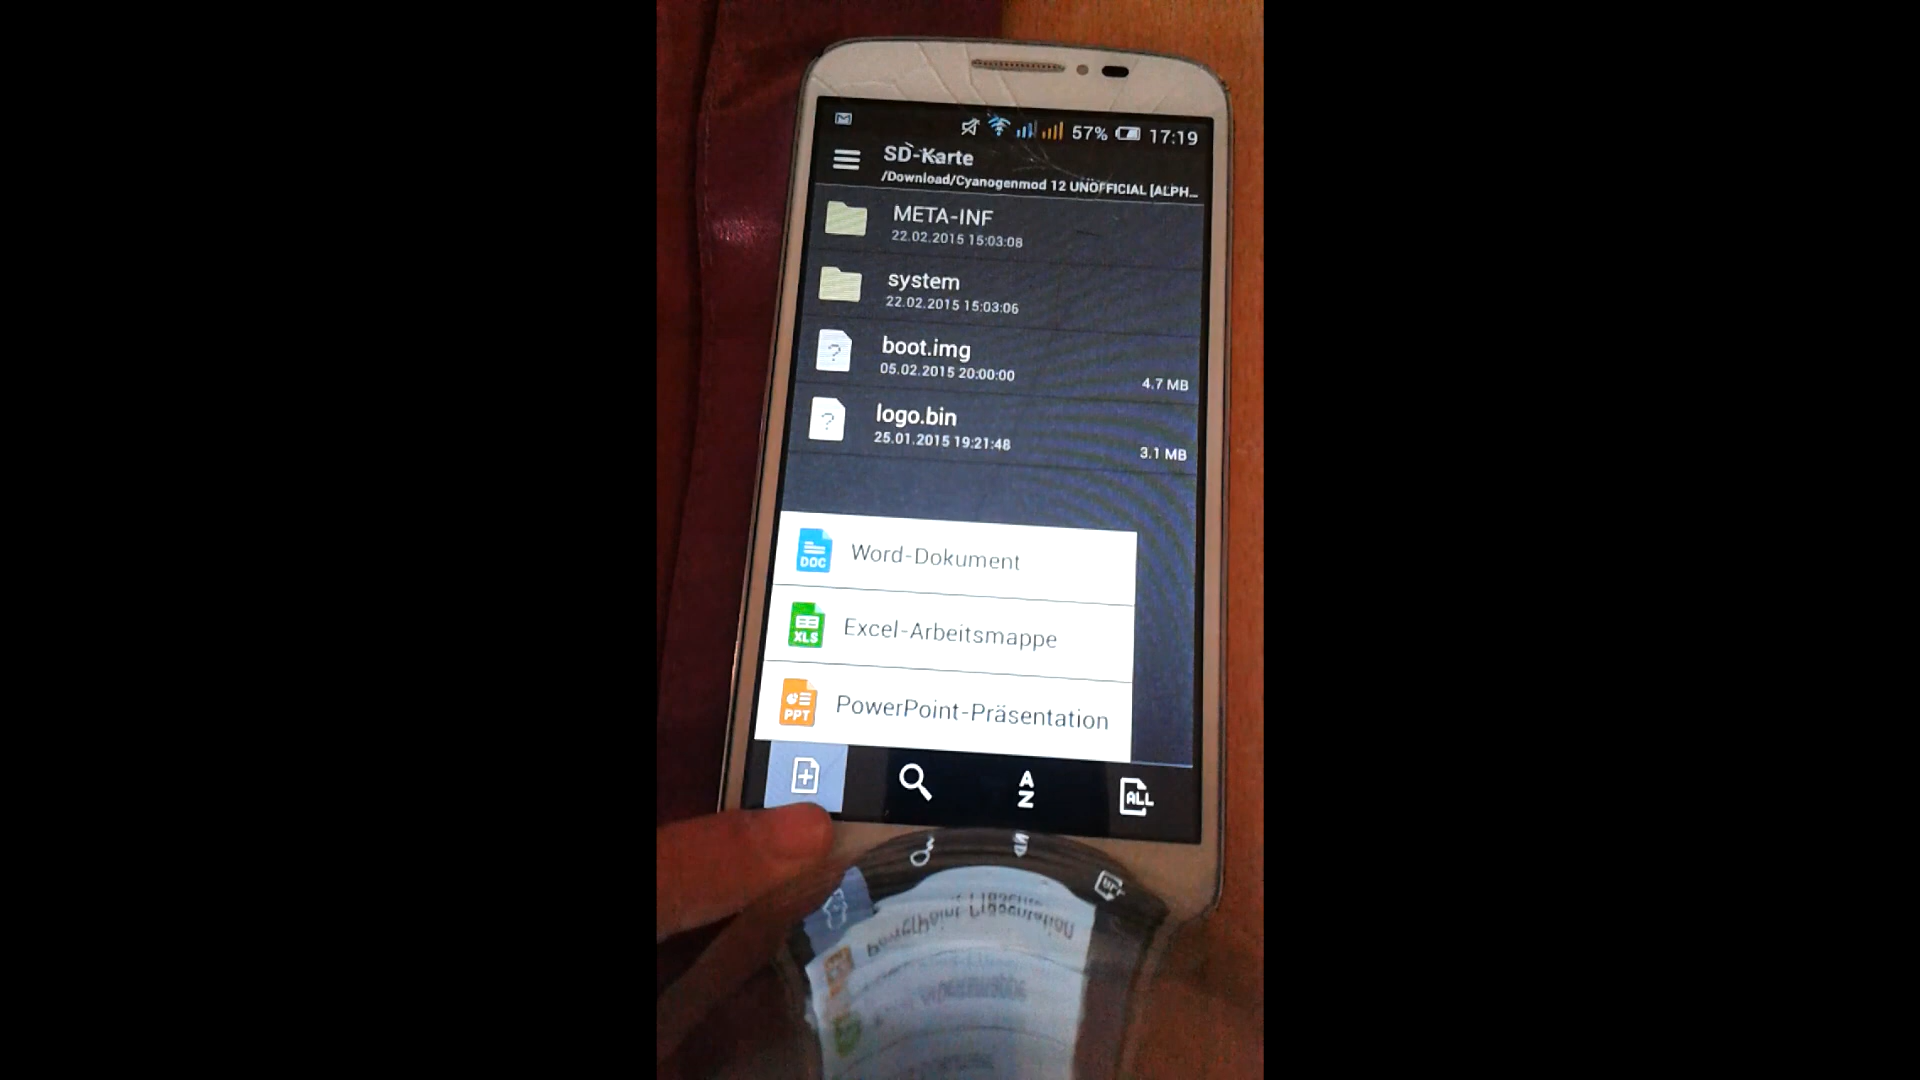 57% 17:19
SD-Karte
/Download/Cyanogenmod 12 UNOFFICIAL [ALPH...
META-INF
22.02.2015 15:03:08
system
22.02.2015 15:03:06
boot.img
05.02.2015 20:00:00
4.7 MB
logo.bin
25.01.2015 19:21:48
3.1 MB
DOC Word-Dokument
XLS Excel-Arbeitsmappe
PPT PowerPoint-Präsentation
A
Z
ALL
PowerPoint-Präsentation